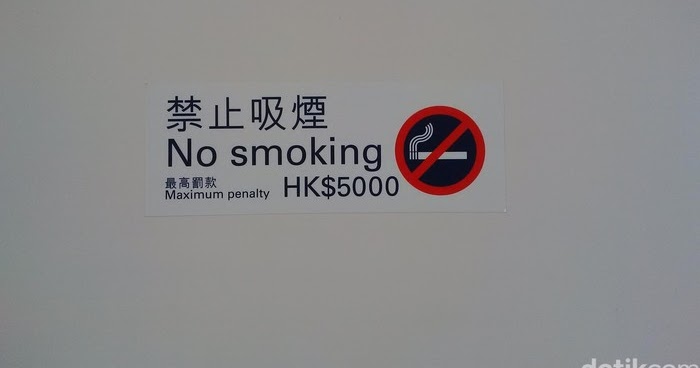 禁止吸煙
No smoking
最高罰款
Maximum penalty HK$5000
detikcom